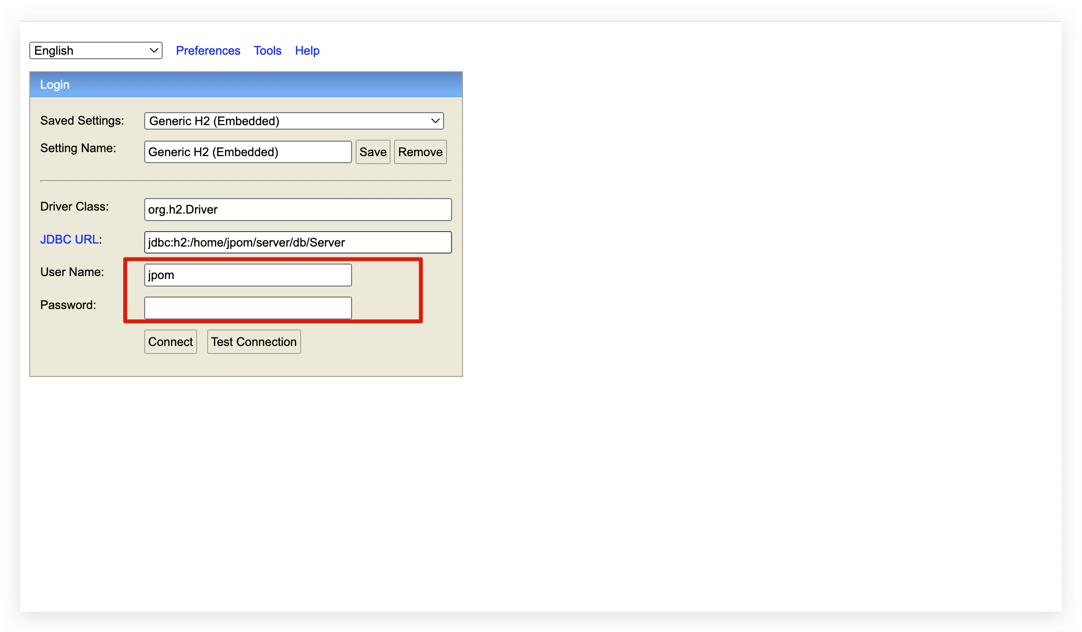 English Preferences Tools Help
Login
Saved Settings: Generic H2 (Embedded)
Setting Name: Generic H2 (Embedded) Save Remove
Driver Class: org.h2.Driver
JDBC URL: jdbc:h2:/home/jpom/server/db/Server
User Name: jpom
Password:
Connect Test Connection